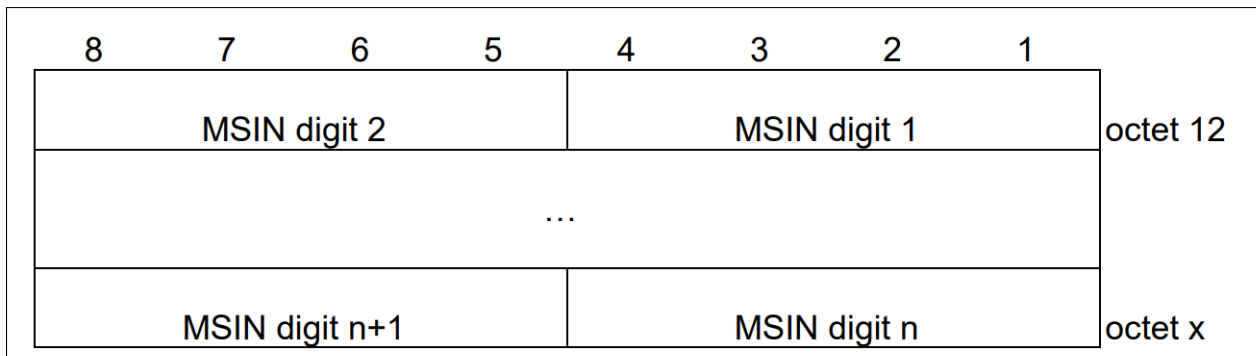 8 7 6 5 4 3 2 1
MSIN digit 2 MSIN digit 1 octet 12
…
MSIN digit n+1 MSIN digit n octet x